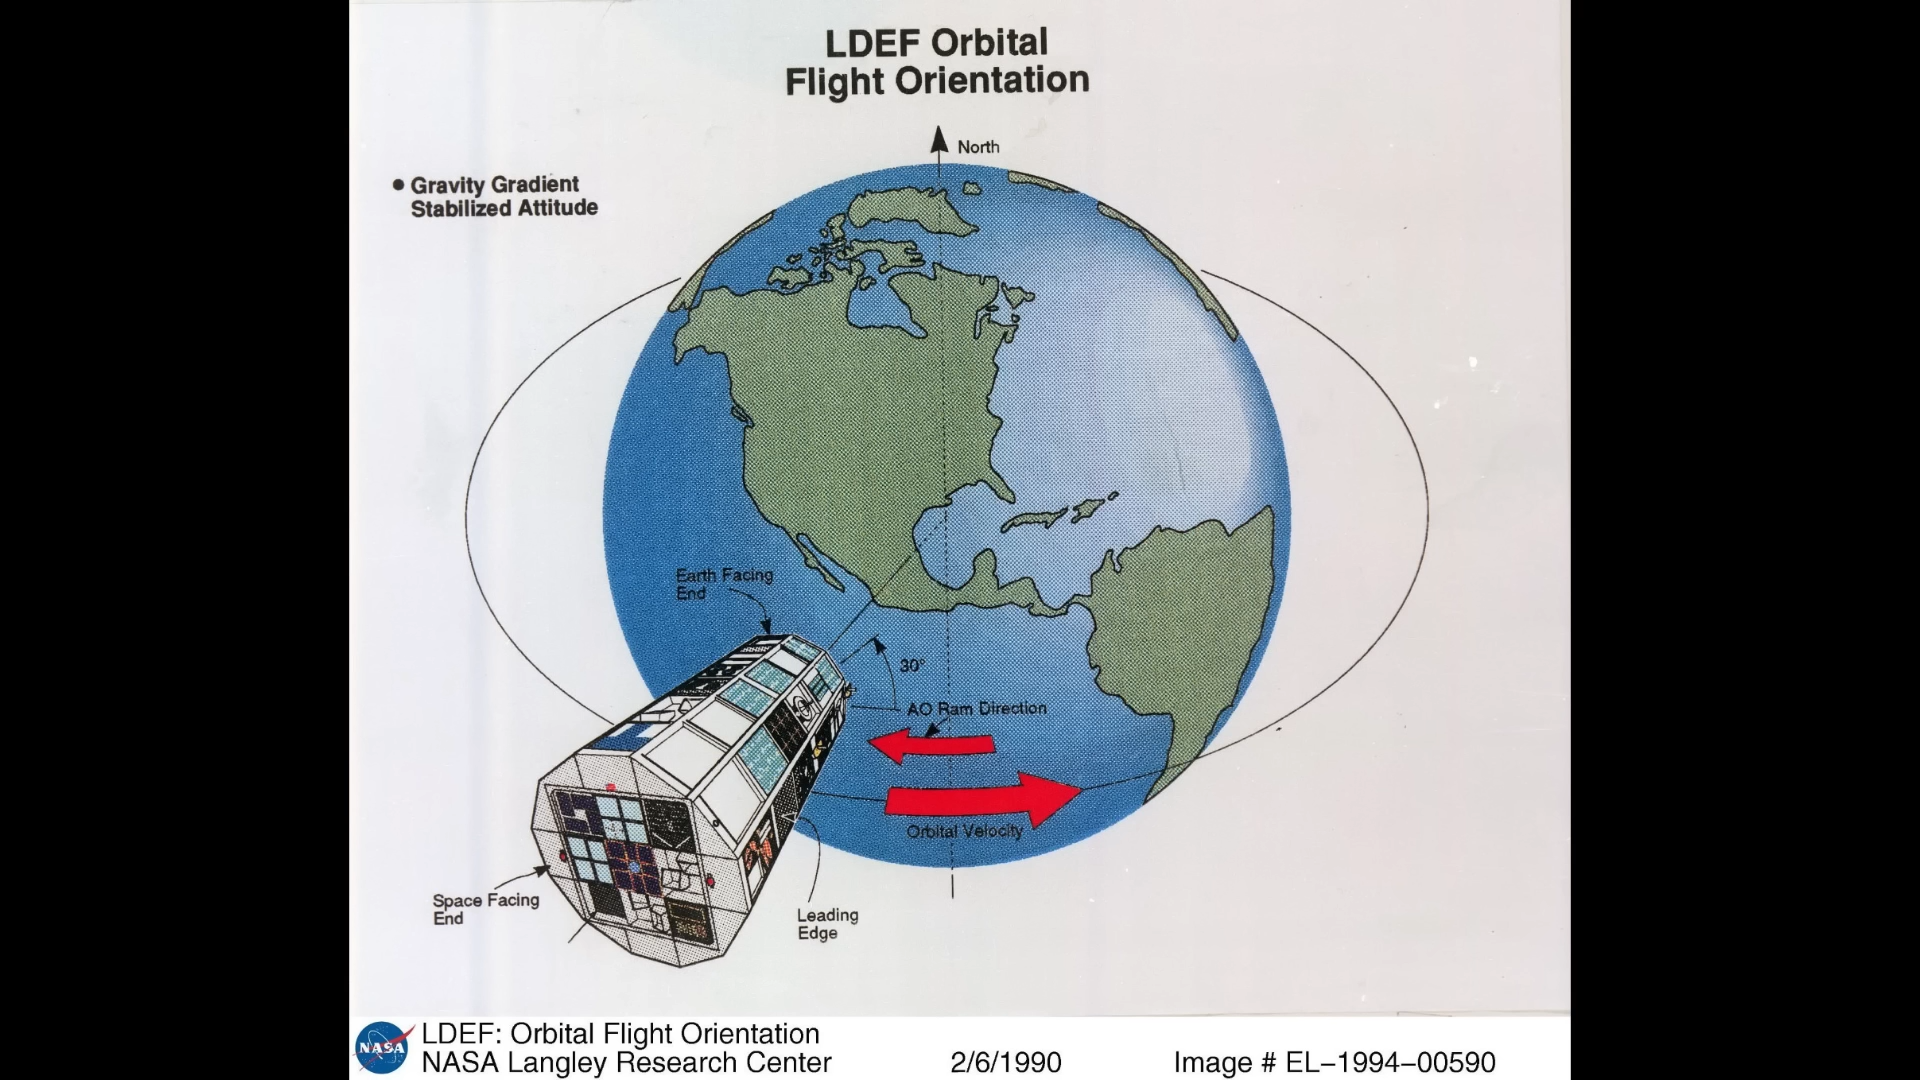 LDEF Orbital
Flight Orientation
North
• Gravity Gradient
Stabilized Attitude
Earth Facing
End
30°
AO Ram Direction
Orbital Velocity
Space Facing
End
Leading
Edge
NASA
LDEF: Orbital Flight Orientation
NASA Langley Research Center
2/6/1990
Image # EL–1994–00590